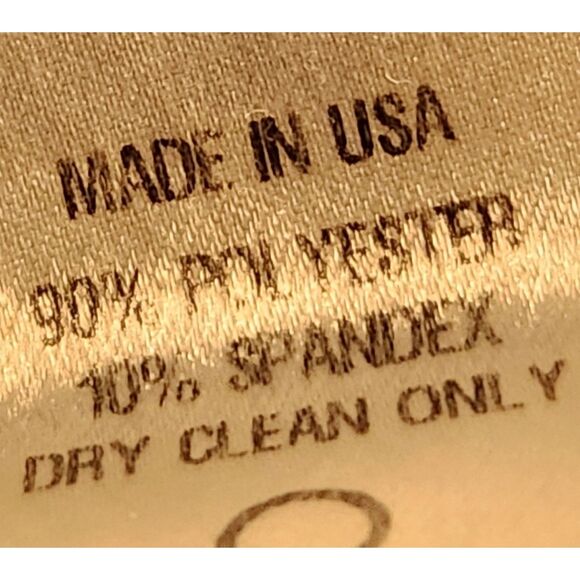 MADE IN USA
90% POLYESTER
10% SPANDEX
DRY CLEAN ONLY